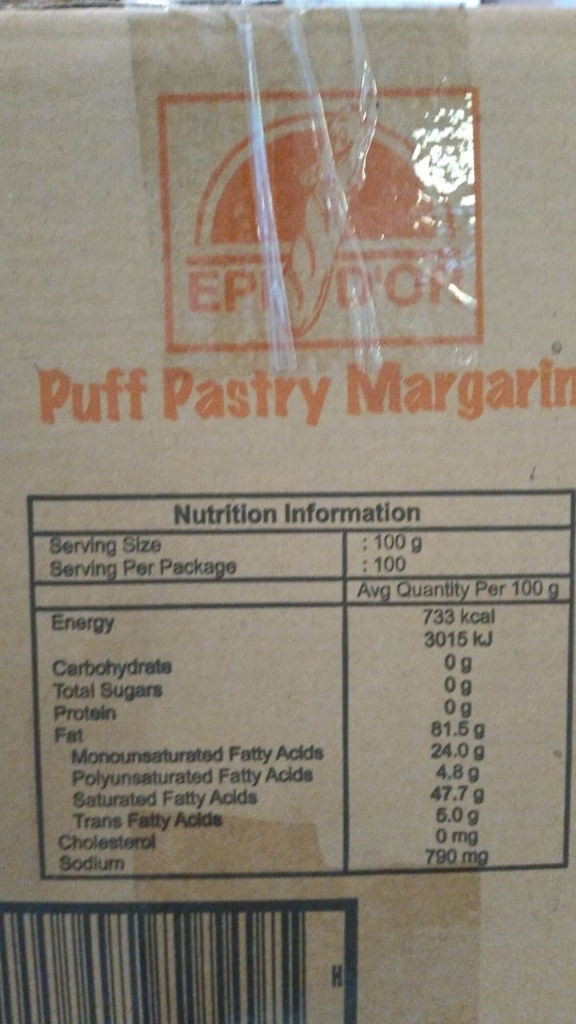 EPI D'OR
Puff Pastry Margarin
Nutrition Information
Serving Size : 100 g
Serving Per Package : 100
Avg Quantity Per 100 g
Energy 733 kcal
3015 kJ
Carbohydrate 0 g
Total Sugars 0 g
Protein 0 g
Fat 81.5 g
Monounsaturated Fatty Acids 24.0 g
Polyunsaturated Fatty Acids 4.8 g
Saturated Fatty Acids 47.7 g
Trans Fatty Acids 5.0 g
Cholesterol 0 mg
Sodium 790 mg
H